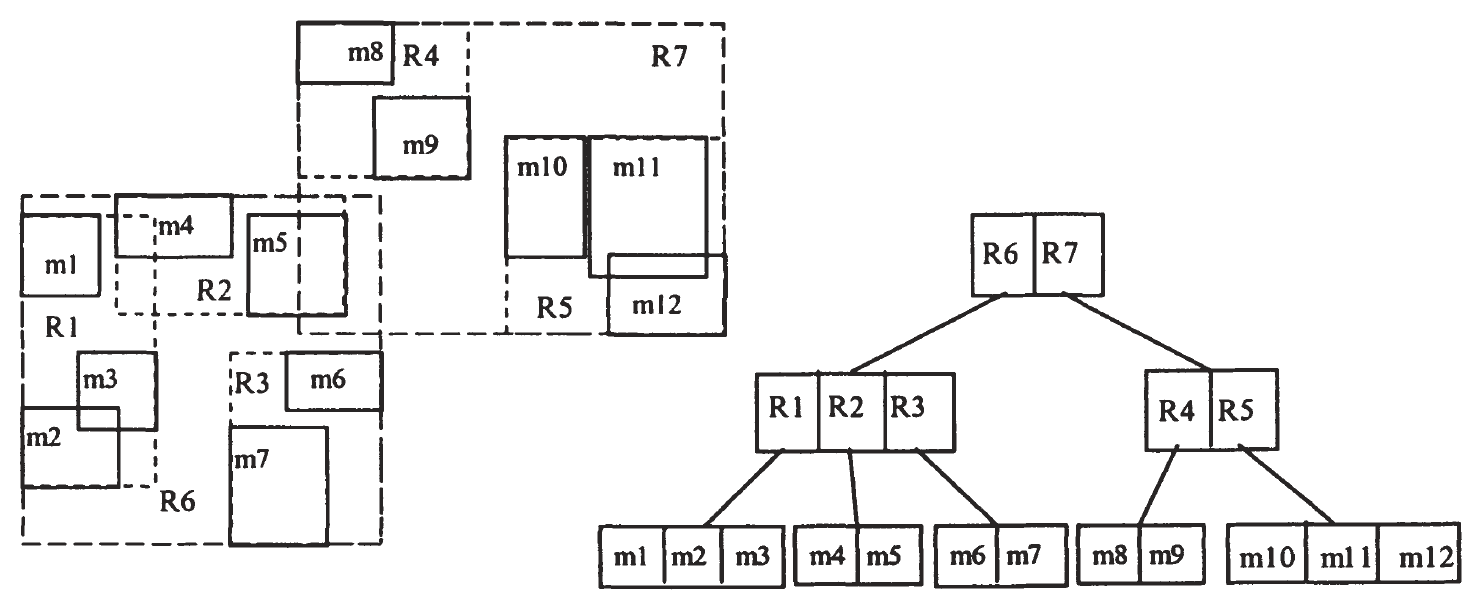 m8 R4 R7
m9
m10 m11
m4
m5
m1
R2
R5 m12
R1
m3 R3 m6
m2
m7
R6
R6 R7
R1 R2 R3
R4 R5
m1 m2 m3
m4 m5
m6 m7
m8 m9
m10 m11 m12